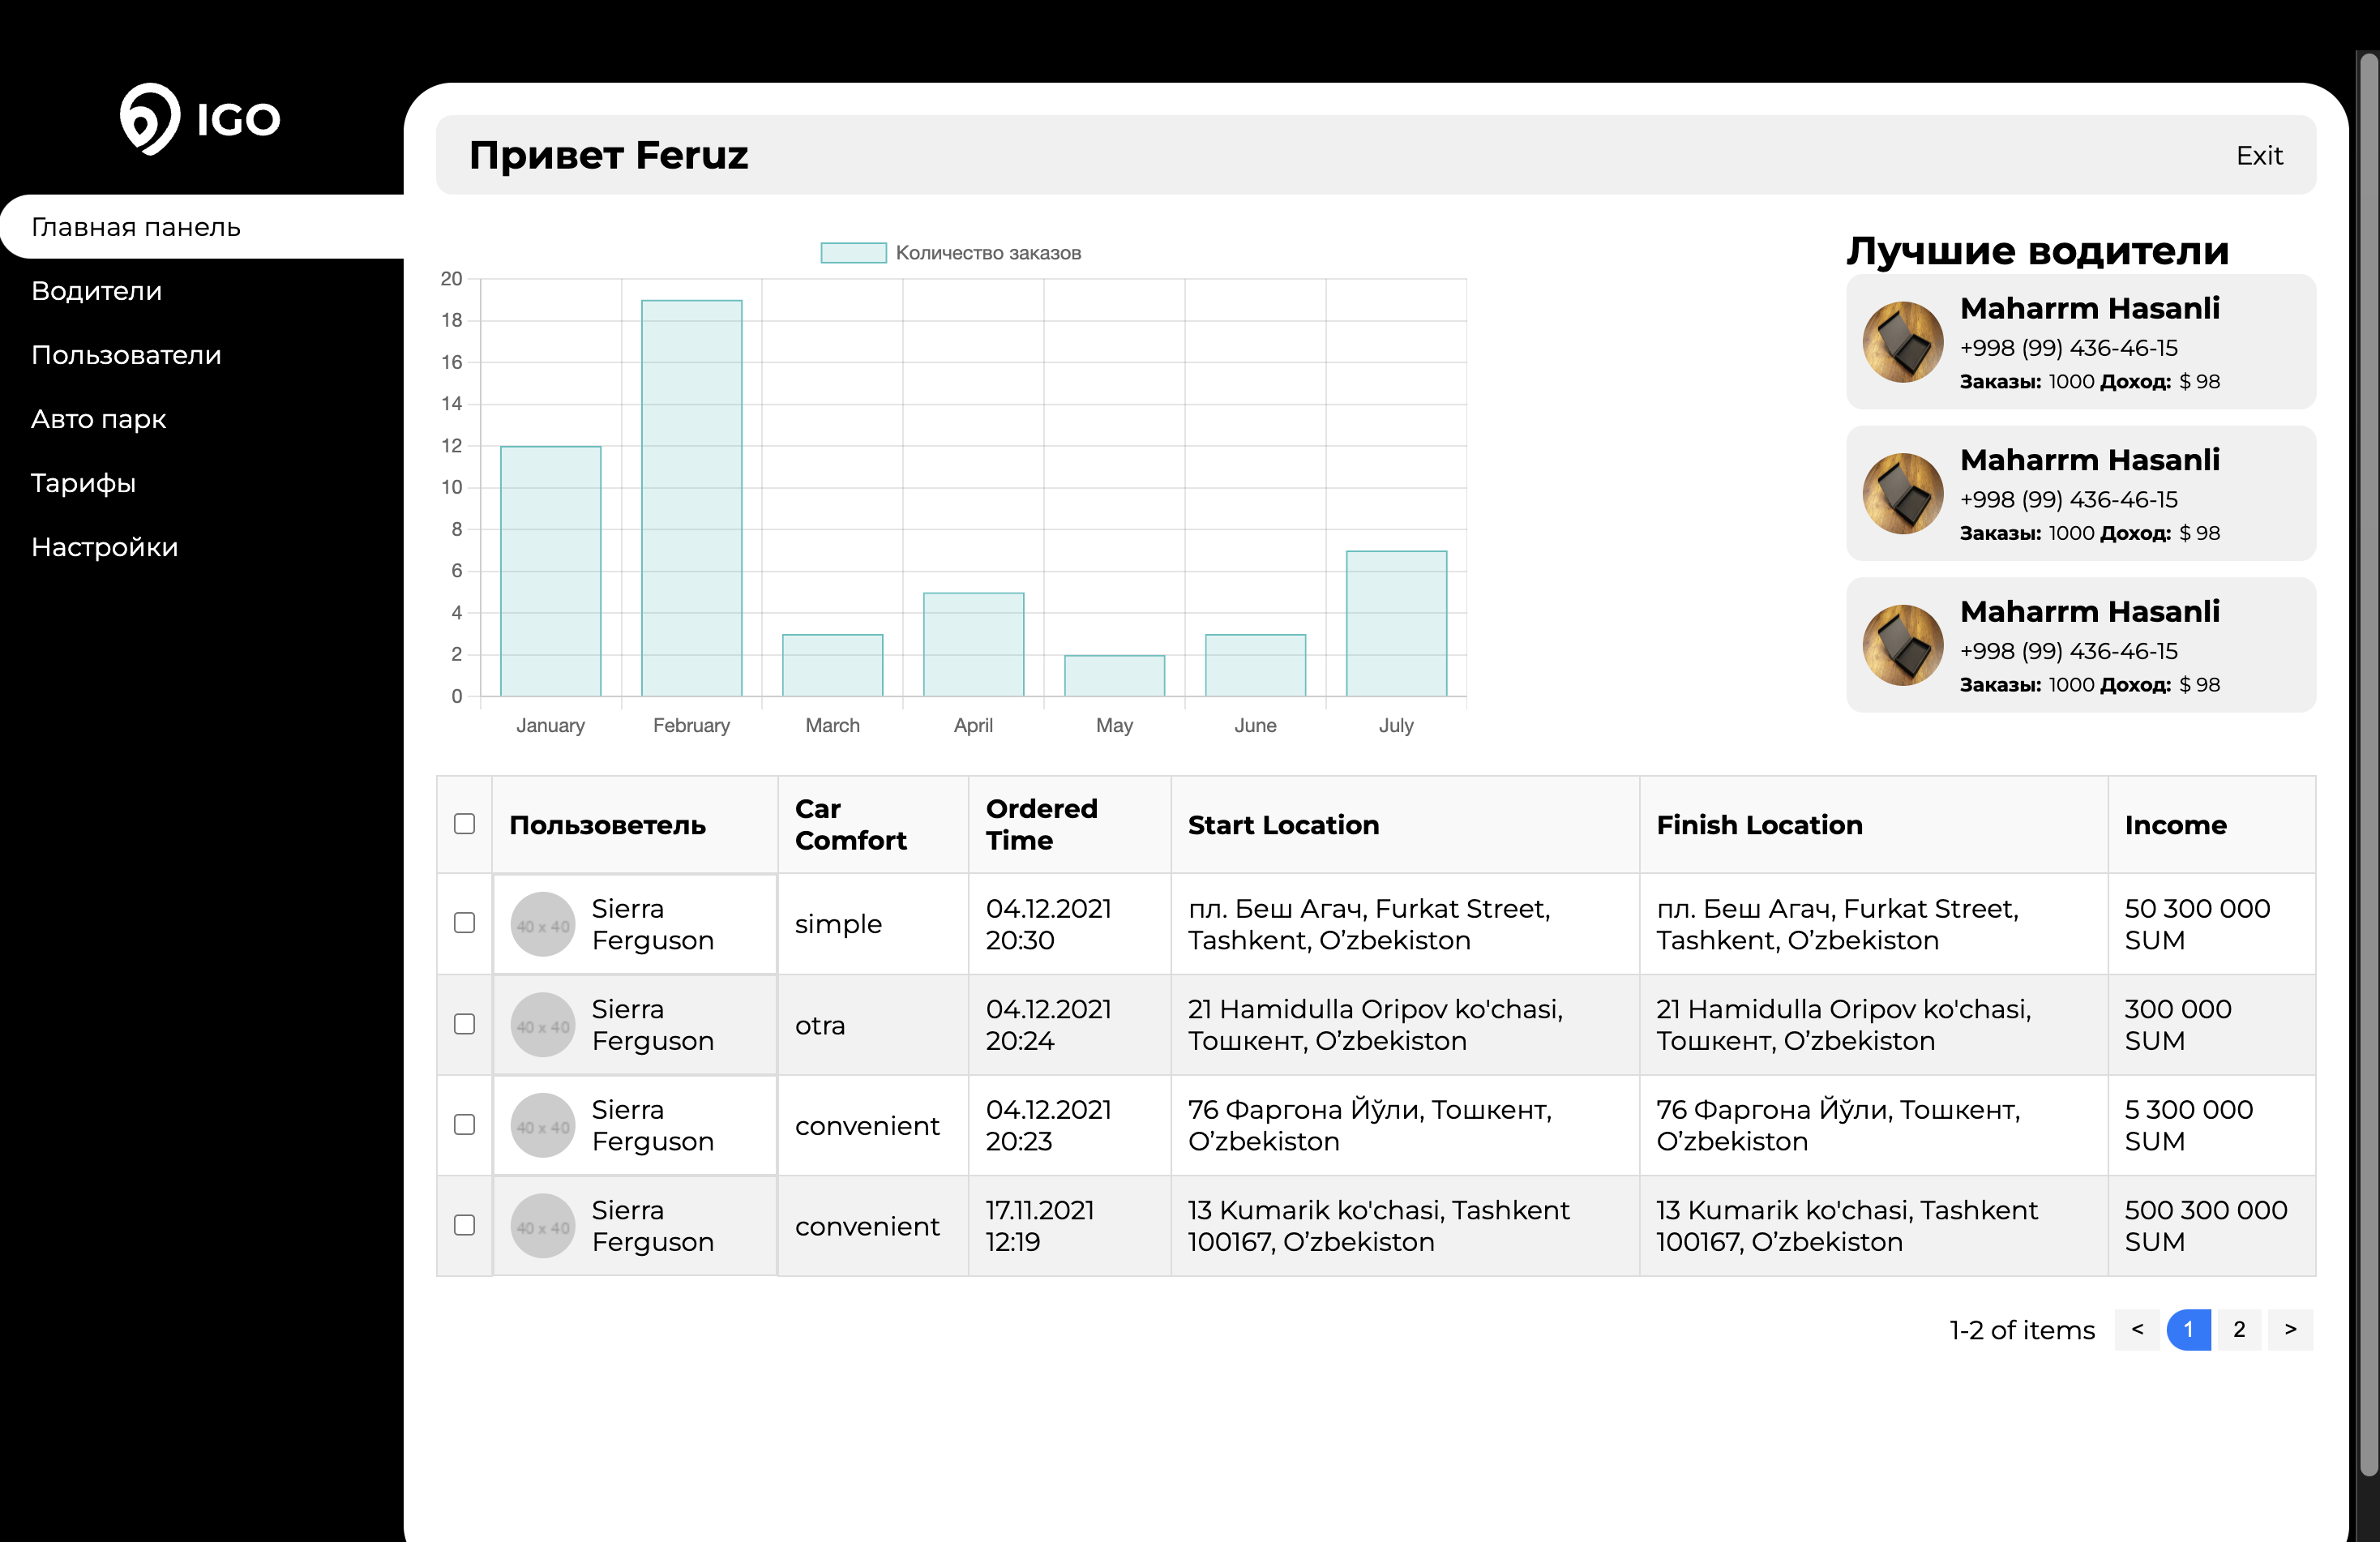 IGO
Привет Feruz
Exit
Главная панель
Водители
Пользователи
Авто парк
Тарифы
Настройки
Количество заказов
20
18
16
14
12
10
8
6
4
2
0
January February March April May June July
Лучшие водители
Maharrm Hasanli
+998 (99) 436-46-15
Заказы: 1000 Доход: $ 98
Maharrm Hasanli
+998 (99) 436-46-15
Заказы: 1000 Доход: $ 98
Maharrm Hasanli
+998 (99) 436-46-15
Заказы: 1000 Доход: $ 98
Пользоветель
Car
Comfort
Ordered
Time
Start Location
Finish Location
Income
40 x 40
Sierra
Ferguson
simple
04.12.2021
20:30
пл. Беш Агач, Furkat Street,
Tashkent, Oʻzbekiston
пл. Беш Агач, Furkat Street,
Tashkent, Oʻzbekiston
50 300 000
SUM
40 x 40
Sierra
Ferguson
otra
04.12.2021
20:24
21 Hamidulla Oripov ko'chasi,
Тошкент, Oʻzbekiston
21 Hamidulla Oripov ko'chasi,
Тошкент, Oʻzbekiston
300 000
SUM
40 x 40
Sierra
Ferguson
convenient
04.12.2021
20:23
76 Фаргона Йўли, Тошкент,
Oʻzbekiston
76 Фаргона Йўли, Тошкент,
Oʻzbekiston
5 300 000
SUM
40 x 40
Sierra
Ferguson
convenient
17.11.2021
12:19
13 Kumarik ko'chasi, Tashkent
100167, Oʻzbekiston
13 Kumarik ko'chasi, Tashkent
100167, Oʻzbekiston
500 300 000
SUM
1-2 of items < 1 2 >